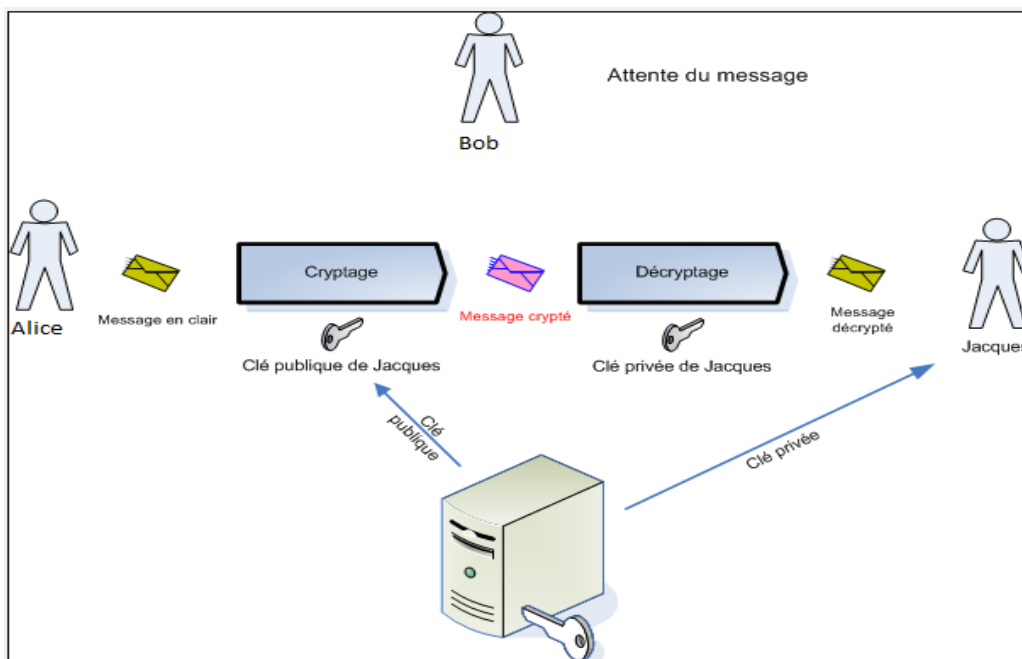 Attente du message
Bob
Cryptage
Décryptage
Alice
Message en clair
Message crypté
Message
décrypté
Jacques
Clé publique de Jacques
Clé privée de Jacques
Clé
publique
Clé privée